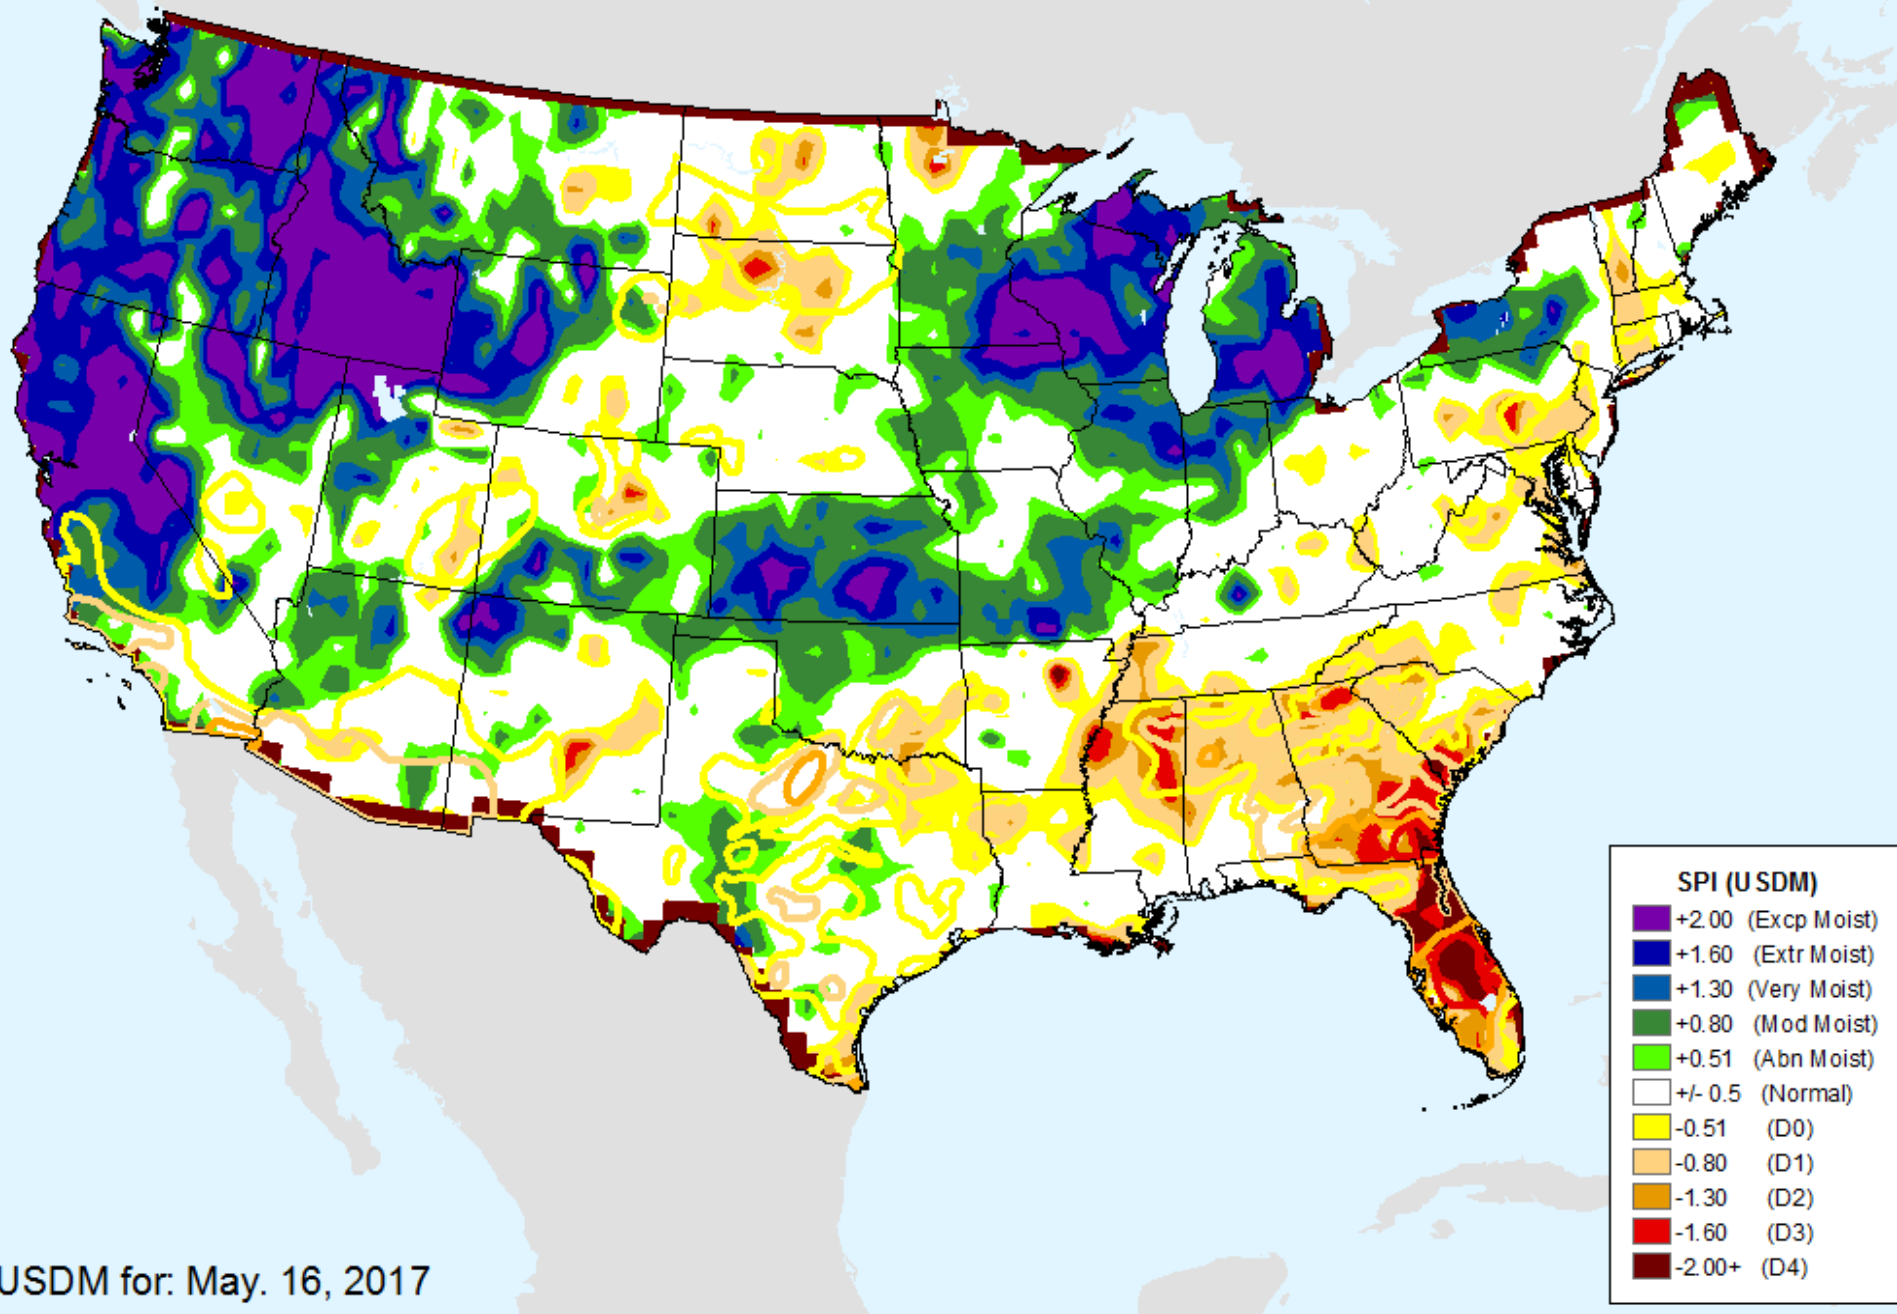 SPI (USDM)
+2.00 (Excp Moist)
+1.60 (Extr Moist)
+1.30 (Very Moist)
+0.80 (Mod Moist)
+0.51 (Abn Moist)
+/- 0.5 (Normal)
-0.51 (D0)
-0.80 (D1)
-1.30 (D2)
-1.60 (D3)
-2.00+ (D4)
USDM for: May. 16, 2017